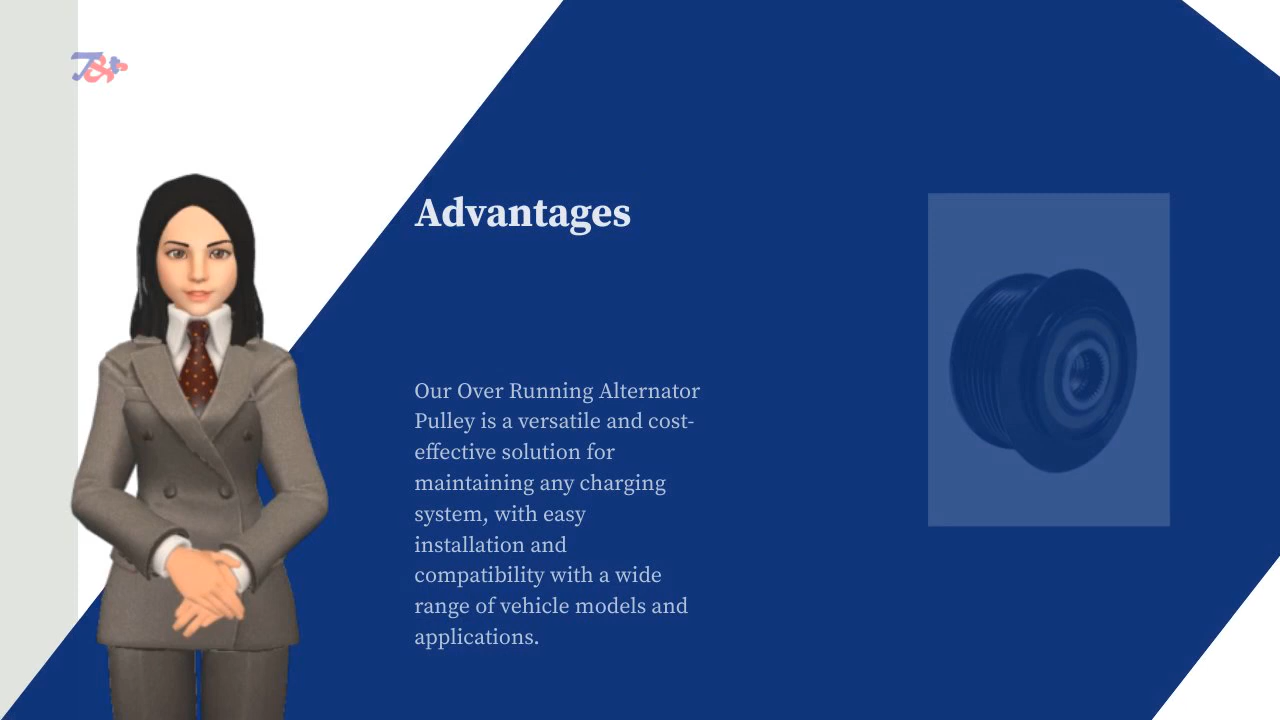 Advantages
Our Over Running Alternator
Pulley is a versatile and cost-
effective solution for
maintaining any charging
system, with easy
installation and
compatibility with a wide
range of vehicle models and
applications.